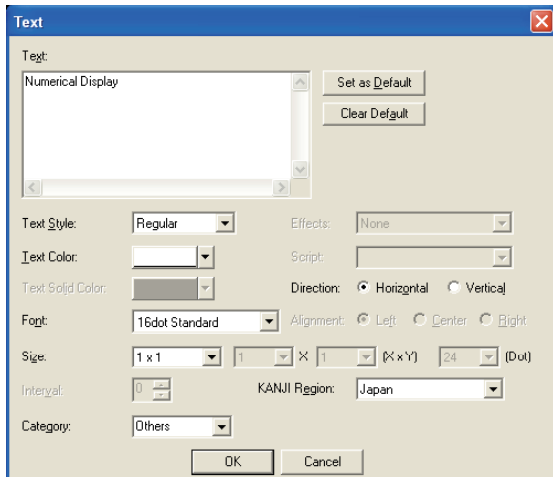 Text
Text:
Numerical Display
Set as Default
Clear Default
Text Style: Regular Effects: None
Text Color: Script:
Text Solid Color: Direction: Horizontal Vertical
Font: 16dot Standard Alignment: Left Center Right
Size: 1 x 1 1 X 1 (X x Y) 24 (Dot)
Interval: 0 KANJI Region: Japan
Category: Others
OK Cancel